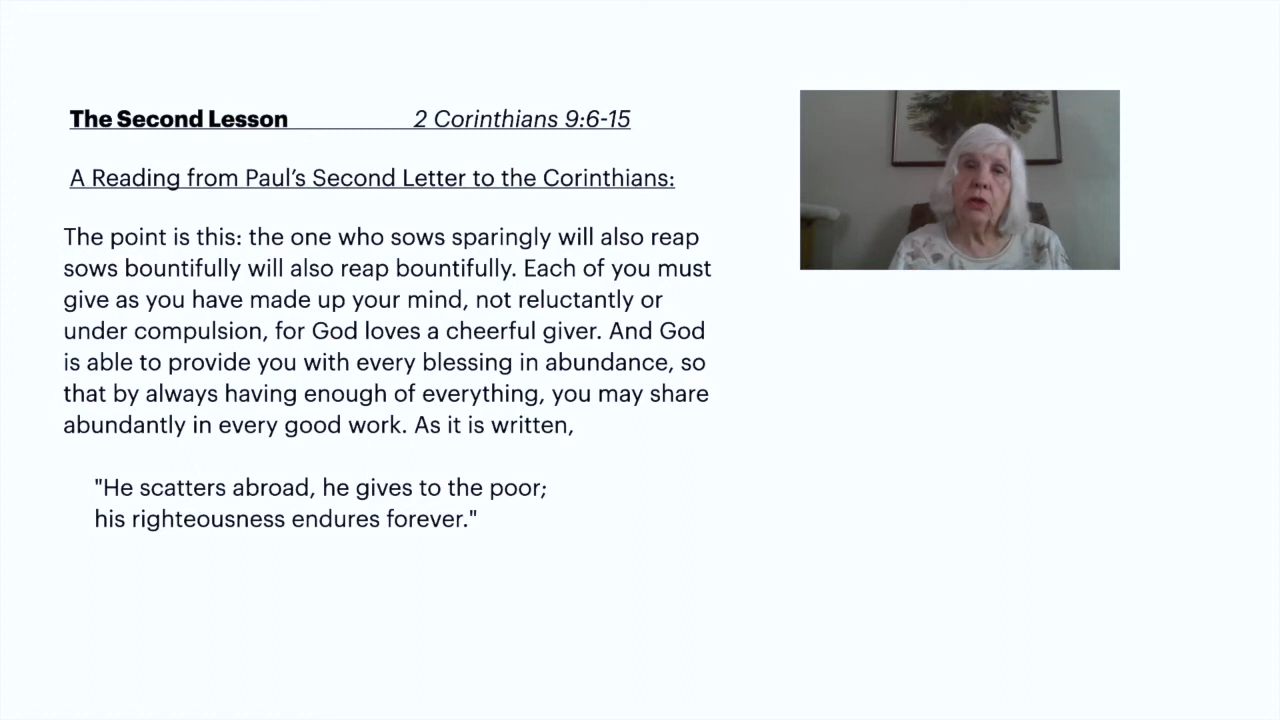 The Second Lesson 2 Corinthians 9:6-15
A Reading from Paul’s Second Letter to the Corinthians:
The point is this: the one who sows sparingly will also reap
sows bountifully will also reap bountifully. Each of you must
give as you have made up your mind, not reluctantly or
under compulsion, for God loves a cheerful giver. And God
is able to provide you with every blessing in abundance, so
that by always having enough of everything, you may share
abundantly in every good work. As it is written,
"He scatters abroad, he gives to the poor;
his righteousness endures forever."